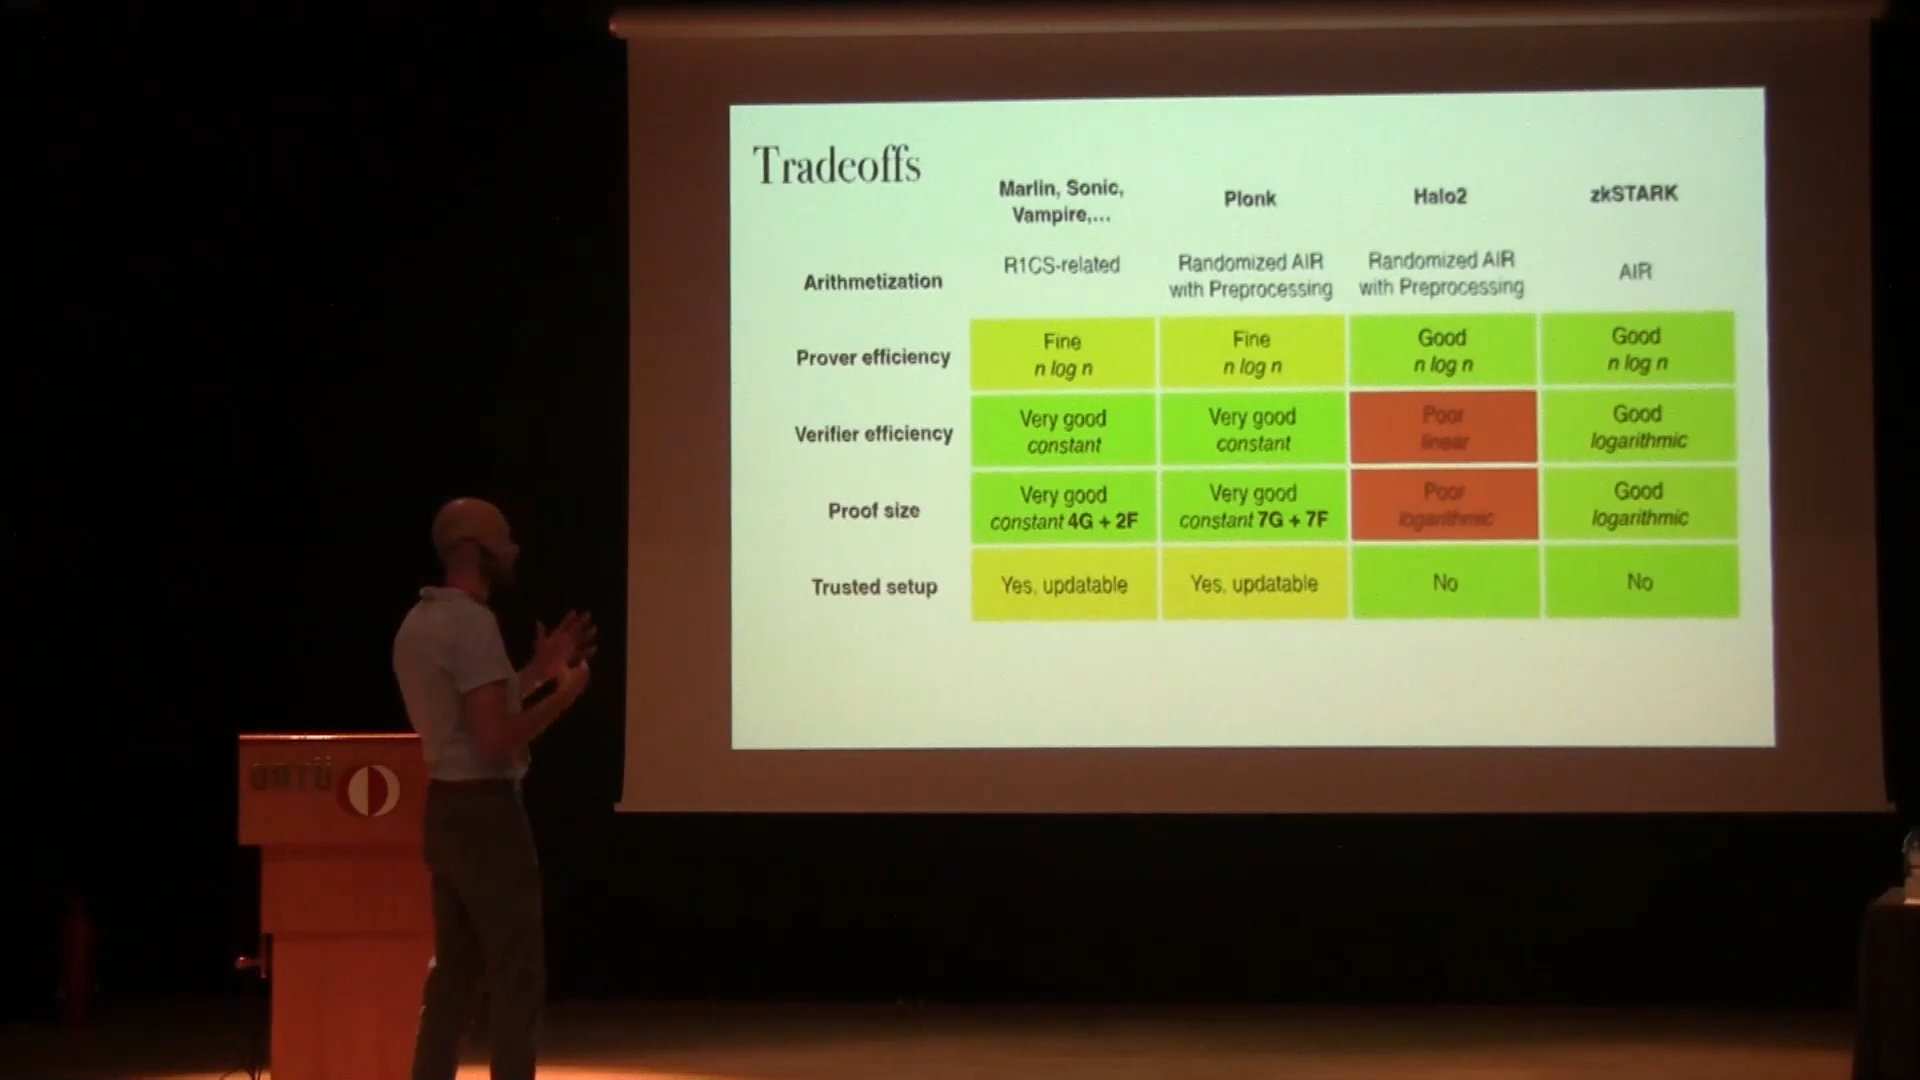 Tradeoffs
Marlin, Sonic,
Vampire,...
Plonk
Halo2
zkSTARK
Arithmetization
R1CS-related
Randomized AIR
with Preprocessing
Randomized AIR
with Preprocessing
AIR
Prover efficiency
Fine
n log n
Fine
n log n
Good
n log n
Good
n log n
Verifier efficiency
Very good
constant
Very good
constant
Poor
linear
Good
logarithmic
Proof size
Very good
constant 4G + 2F
Very good
constant 7G + 7F
Poor
logarithmic
Good
logarithmic
Trusted setup
Yes, updatable
Yes, updatable
No
No
ODTÜ